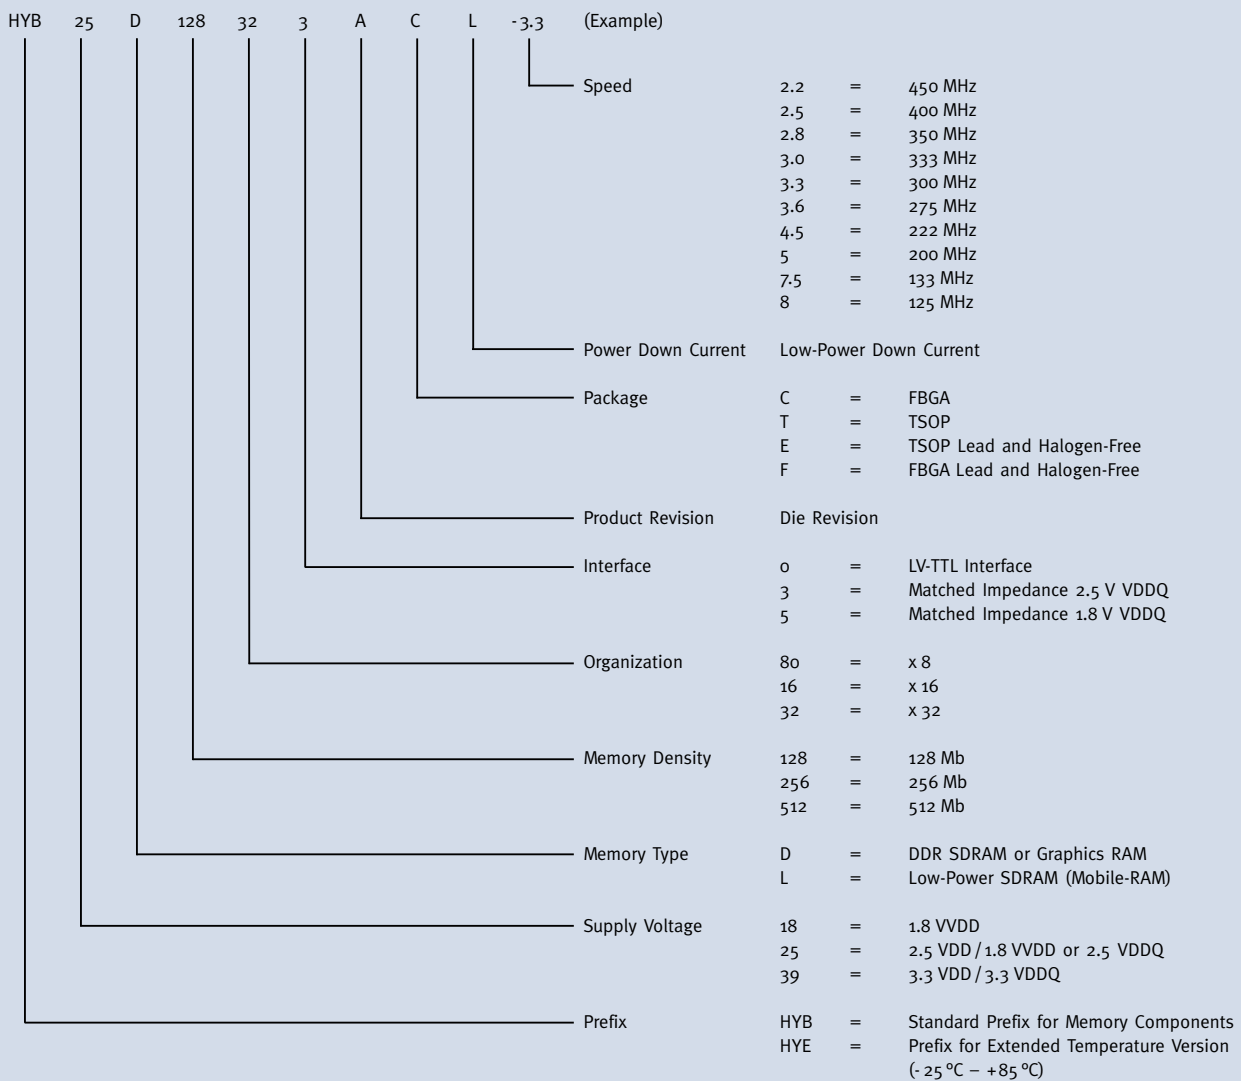 HYB 25 D 128 32 3 A C L -3.3 (Example)
Speed 2.2 = 450 MHz
2.5 = 400 MHz
2.8 = 350 MHz
3.0 = 333 MHz
3.3 = 300 MHz
3.6 = 275 MHz
4.5 = 222 MHz
5 = 200 MHz
7.5 = 133 MHz
8 = 125 MHz
Power Down Current Low-Power Down Current
Package C = FBGA
T = TSOP
E = TSOP Lead and Halogen-Free
F = FBGA Lead and Halogen-Free
Product Revision Die Revision
Interface 0 = LV-TTL Interface
3 = Matched Impedance 2.5 V VDDQ
5 = Matched Impedance 1.8 V VDDQ
Organization 80 = x 8
16 = x 16
32 = x 32
Memory Density 128 = 128 Mb
256 = 256 Mb
512 = 512 Mb
Memory Type D = DDR SDRAM or Graphics RAM
L = Low-Power SDRAM (Mobile-RAM)
Supply Voltage 18 = 1.8 VVDD
25 = 2.5 VDD / 1.8 VVDD or 2.5 VDDQ
39 = 3.3 VDD / 3.3 VDDQ
Prefix HYB = Standard Prefix for Memory Components
HYE = Prefix for Extended Temperature Version
(- 25 °C – +85 °C)